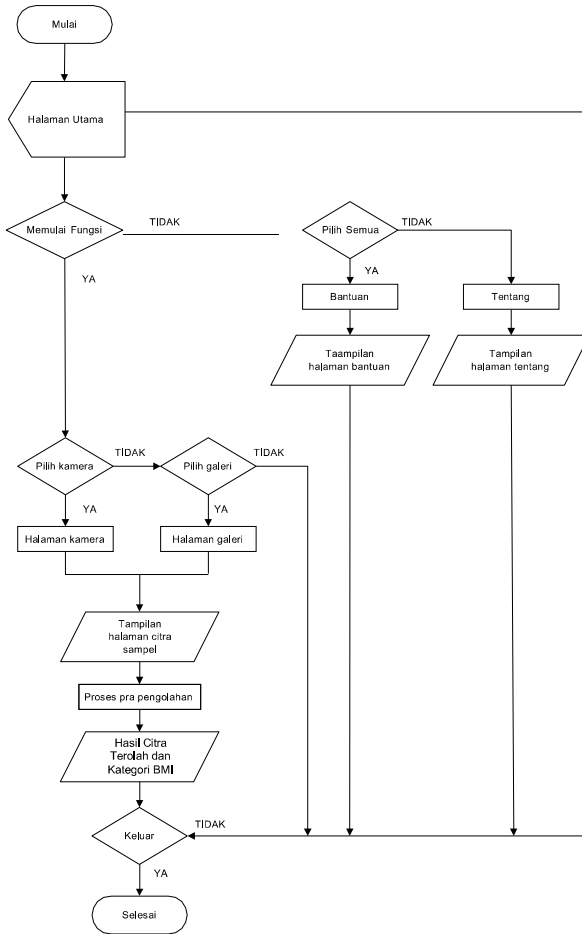 Mulai
Halaman Utama
Memulai Fungsi
TIDAK
YA
Pilih Semua
TIDAK
YA
Bantuan
Tentang
Taampilan
halaman bantuan
Tampilan
halaman tentang
Pilih kamera
TIDAK
Pilih galeri
TIDAK
YA
YA
Halaman kamera
Halaman galeri
Tampilan
halaman citra
sampel
Proses pra pengolahan
Hasil Citra
Terolah dan
Kategori BMI
Keluar
TIDAK
YA
Selesai